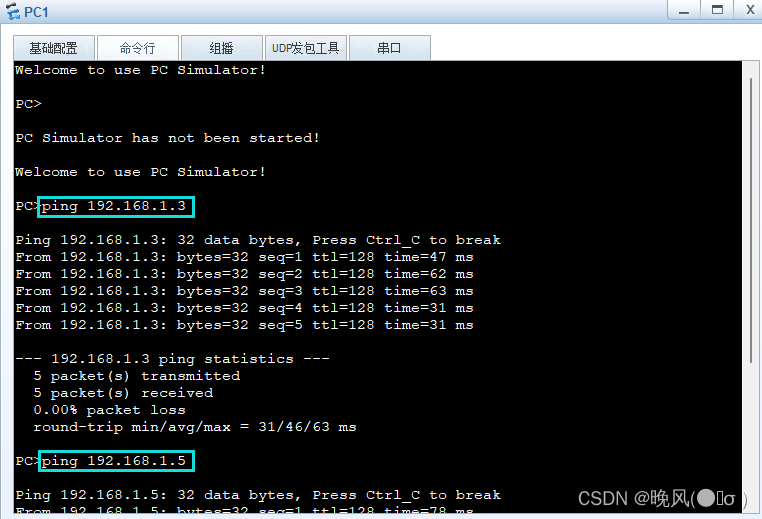 PC1
基础配置 命令行 组播 UDP发包工具 串口
Welcome to use PC Simulator!
PC>
PC Simulator has not been started!
Welcome to use PC Simulator!
PC>ping 192.168.1.3
Ping 192.168.1.3: 32 data bytes, Press Ctrl_C to break
From 192.168.1.3: bytes=32 seq=1 ttl=128 time=47 ms
From 192.168.1.3: bytes=32 seq=2 ttl=128 time=62 ms
From 192.168.1.3: bytes=32 seq=3 ttl=128 time=63 ms
From 192.168.1.3: bytes=32 seq=4 ttl=128 time=31 ms
From 192.168.1.3: bytes=32 seq=5 ttl=128 time=31 ms
--- 192.168.1.3 ping statistics ---
5 packet(s) transmitted
5 packet(s) received
0.00% packet loss
round-trip min/avg/max = 31/46/63 ms
PC>ping 192.168.1.5
Ping 192.168.1.5: 32 data bytes, Press Ctrl_C to break
From 192.168.1.5: bytes=32 seq=1 ttl=128 time=78 ms
CSDN @晚风(●σ )